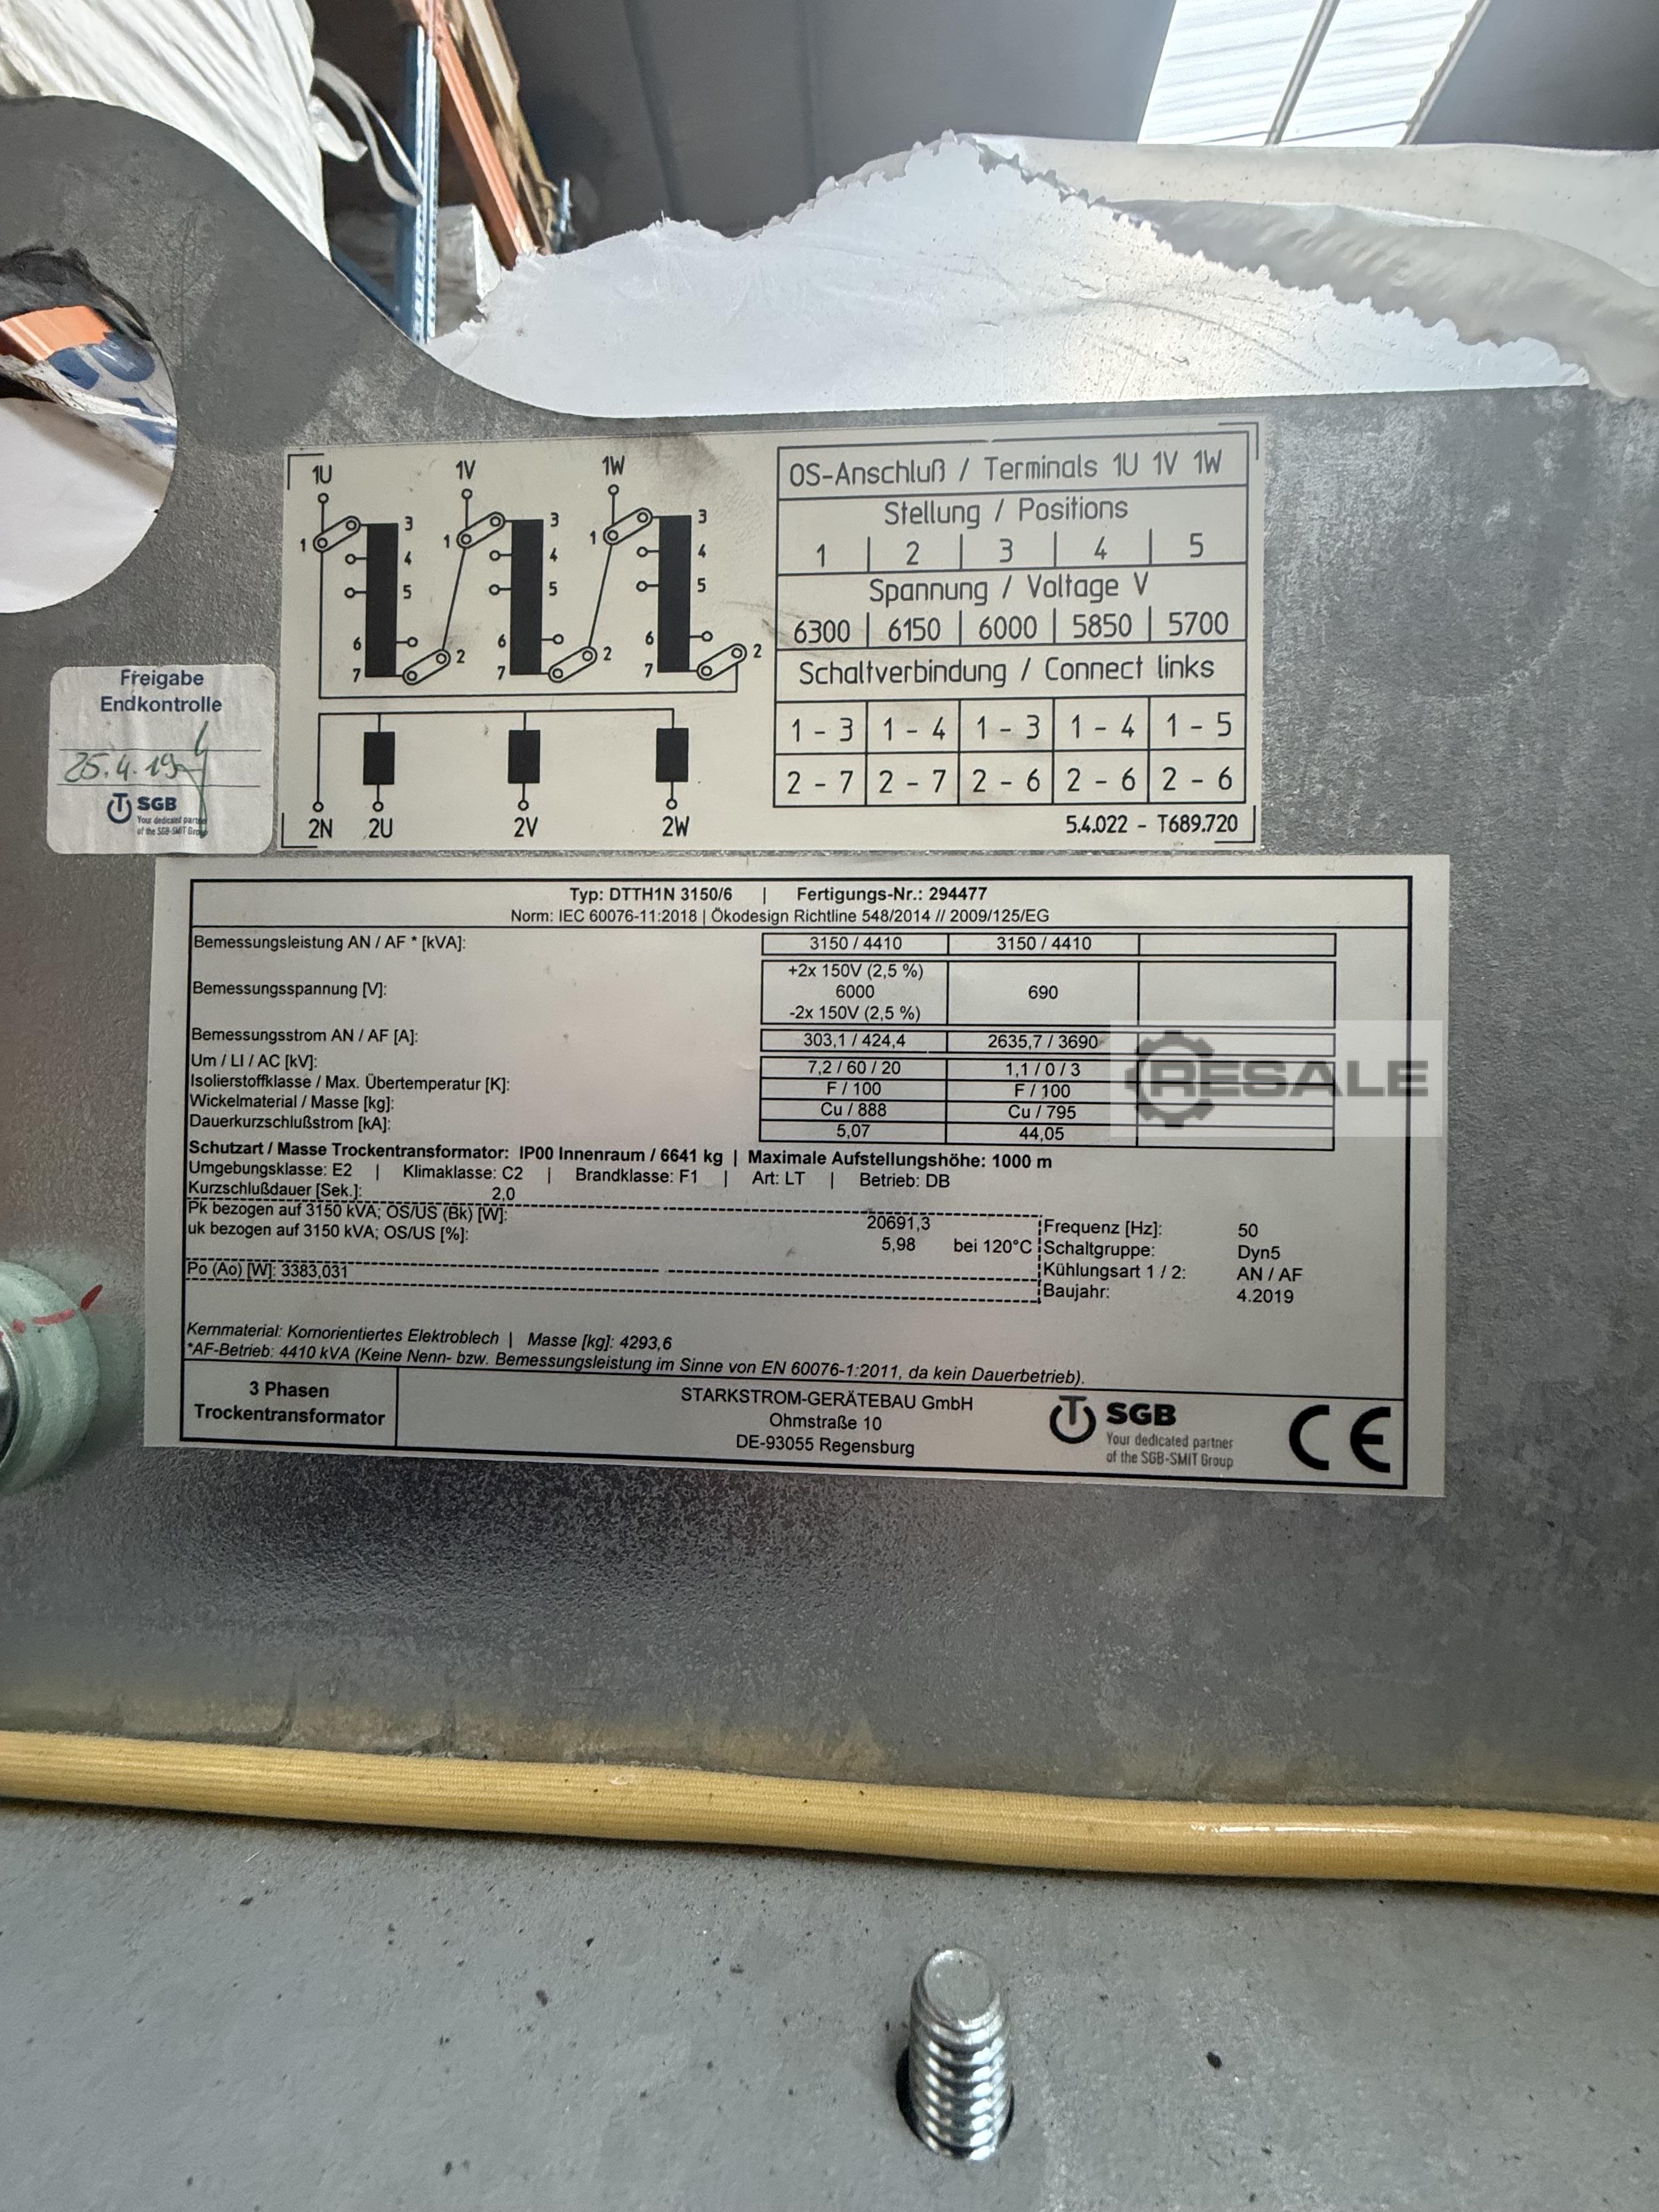 1U 1V 1W
1 3 1 3 1 3
4 4 4
5 5 5
6 6 6
7 2 7 2 7 2
2N 2U 2V 2W
OS-Anschluß / Terminals 1U 1V 1W
Stellung / Positions
1 | 2 | 3 | 4 | 5
Spannung / Voltage V
6300 | 6150 | 6000 | 5850 | 5700
Schaltverbindung / Connect links
1 - 3 1 - 4 1 - 3 1 - 4 1 - 5
2 - 7 2 - 7 2 - 6 2 - 6 2 - 6
5.4.022 - T689.720
Freigabe
Endkontrolle
25.4.19
SGB
Your dedicated partner
of the SGB-SMIT Group
Typ: DTTH1N 3150/6 | Fertigungs-Nr.: 294477
Norm: IEC 60076-11:2018 | Ökodesign Richtline 548/2014 // 2009/125/EG
Bemessungsleistung AN / AF * [kVA]: 3150 / 4410 3150 / 4410
+2x 150V (2,5 %)
Bemessungsspannung [V]: 6000 690
-2x 150V (2,5 %)
Bemessungsstrom AN / AF [A]: 303,1 / 424,4 2635,7 / 3690
Um / LI / AC [kV]: 7,2 / 60 / 20 1,1 / 0 / 3
Isolierstoffklasse / Max. Übertemperatur [K]: F / 100 F / 100
Wickelmaterial / Masse [kg]: Cu / 888 Cu / 795
Dauerkurzschlußstrom [kA]: 5,07 44,05
RESALE
Schutzart / Masse Trockentransformator: IP00 Innenraum / 6641 kg | Maximale Aufstellungshöhe: 1000 m
Umgebungsklasse: E2 | Klimaklasse: C2 | Brandklasse: F1 | Art: LT | Betrieb: DB
Kurzschlußdauer [Sek.]: 2,0
Pk bezogen auf 3150 kVA; OS/US (Bk) [W]: 20691,3
uk bezogen auf 3150 kVA; OS/US [%]: 5,98 bei 120°C
Po (Ao) [W]: 3383,031
Frequenz [Hz]: 50
Schaltgruppe: Dyn5
Kühlungsart 1 / 2: AN / AF
Baujahr: 4.2019
Kernmaterial: Kornorientiertes Elektroblech | Masse [kg]: 4293,6
*AF-Betrieb: 4410 kVA (Keine Nenn- bzw. Bemessungsleistung im Sinne von EN 60076-1:2011, da kein Dauerbetrieb).
3 Phasen
Trockentransformator
STARKSTROM-GERÄTEBAU GmbH
Ohmstraße 10
DE-93055 Regensburg
SGB
Your dedicated partner
of the SGB-SMIT Group
CE